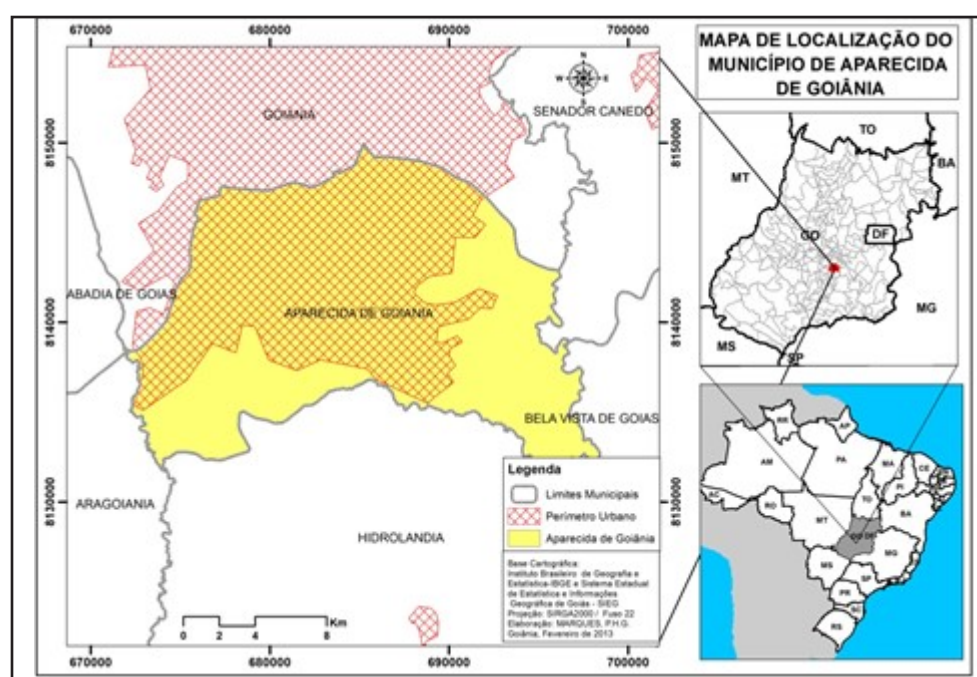 670000 680000 690000 700000
MAPA DE LOCALIZAÇÃO DO
MUNICÍPIO DE APARECIDA
DE GOIÂNIA
N
W E
S
GOIANIA
SENADOR CANEDO
8150000
8150000
ABADIA DE GOIAS
APARECIDA DE GOIANIA
8140000
8140000
BELA VISTA DE GOIAS
ARAGOIANIA
HIDROLANDIA
8130000
8130000
Legenda
Limites Municipais
Perímetro Urbano
Aparecida de Goiânia
Base Cartográfica:
Instituto Brasileiro de Geografia e
Estatística-IBGE e Sistema Estadual
de Estatística e Informações
Geográfica de Goiás - SIEG
Projeção: SIRGA2000 / Fuso 22
Elaboração: MARQUES, P.H.G.
Goiânia, Fevereiro de 2013
Km
0 2 4 8
670000 680000 690000 700000
TO
BA
MT
GO
DF
MG
MS
SP
RR
AP
AM
PA
MA
CE
PI
AC
RO
TO
BA
MT
GO DF
MG
MS
SP
PR
SC
RS